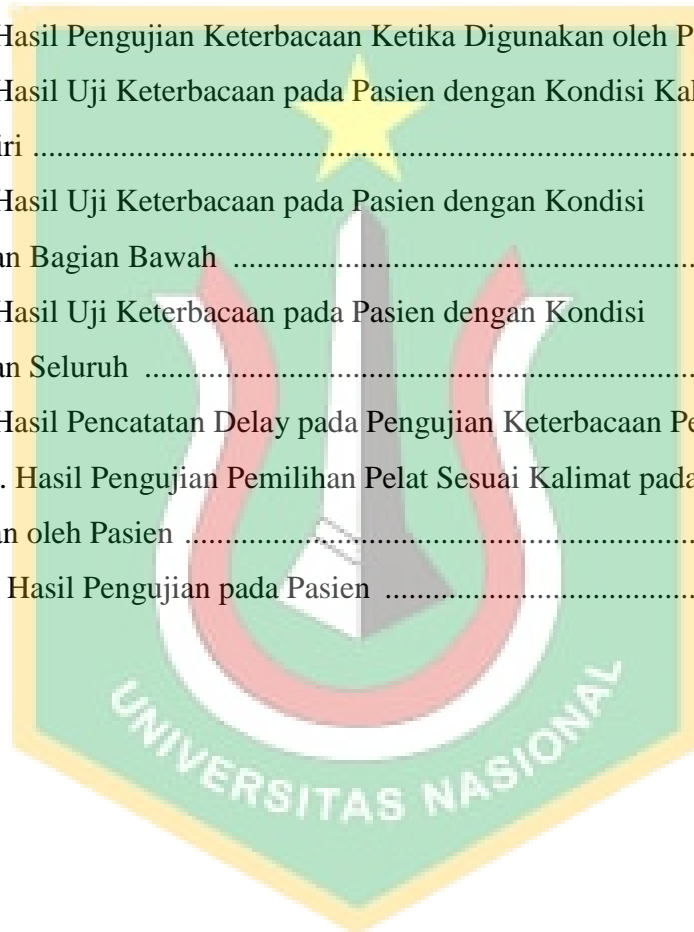 Hasil Pengujian Keterbacaan Ketika Digunakan oleh P
Hasil Uji Keterbacaan pada Pasien dengan Kondisi Kal
iri ................................................................................
Hasil Uji Keterbacaan pada Pasien dengan Kondisi
an Bagian Bawah ......................................................
Hasil Uji Keterbacaan pada Pasien dengan Kondisi
an Seluruh ..................................................................
Hasil Pencatatan Delay pada Pengujian Keterbacaan Pe
. Hasil Pengujian Pemilihan Pelat Sesuai Kalimat pada
an oleh Pasien ............................................................
Hasil Pengujian pada Pasien .....................................
UNIVERSITAS NASIONAL